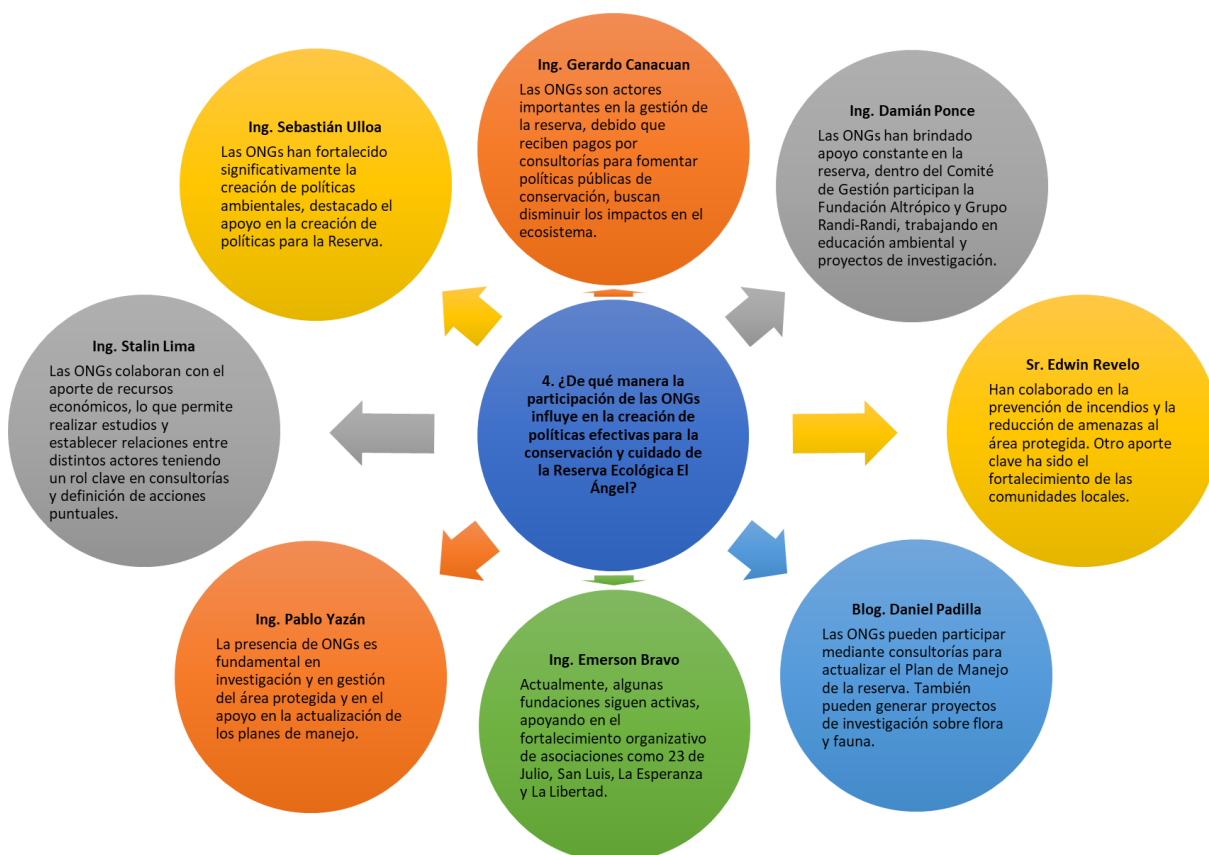 Ing. Gerardo Canacuan
Las ONGs son actores
importantes en la gestión de
la reserva, debido que
reciben pagos por
consultorías para fomentar
políticas públicas de
conservación, buscan
disminuir los impactos en el
ecosistema.
Ing. Damián Ponce
Las ONGs han brindado
apoyo constante en la
reserva, dentro del Comité
de Gestión participan la
Fundación Altrópico y Grupo
Randi-Randi, trabajando en
educación ambiental y
proyectos de investigación.
Sr. Edwin Revelo
Han colaborado en la
prevención de incendios y la
reducción de amenazas al
área protegida. Otro aporte
clave ha sido el
fortalecimiento de las
comunidades locales.
Blog. Daniel Padilla
Las ONGs pueden participar
mediante consultorías para
actualizar el Plan de Manejo
de la reserva. También
pueden generar proyectos
de investigación sobre flora
y fauna.
Ing. Emerson Bravo
Actualmente, algunas
fundaciones siguen activas,
apoyando en el
fortalecimiento organizativo
de asociaciones como 23 de
Julio, San Luis, La Esperanza
y La Libertad.
Ing. Pablo Yazán
La presencia de ONGs es
fundamental en
investigación y en gestión
del área protegida y en el
apoyo en la actualización de
los planes de manejo.
Ing. Stalin Lima
Las ONGs colaboran con el
aporte de recursos
económicos, lo que permite
realizar estudios y
establecer relaciones entre
distintos actores teniendo
un rol clave en consultorías
y definición de acciones
puntuales.
Ing. Sebastián Ulloa
Las ONGs han fortalecido
significativamente la
creación de políticas
ambientales, destacado el
apoyo en la creación de
políticas para la Reserva.
4. ¿De qué manera la
participación de las ONGs
influye en la creación de
políticas efectivas para la
conservación y cuidado de
la Reserva Ecológica El
Ángel?